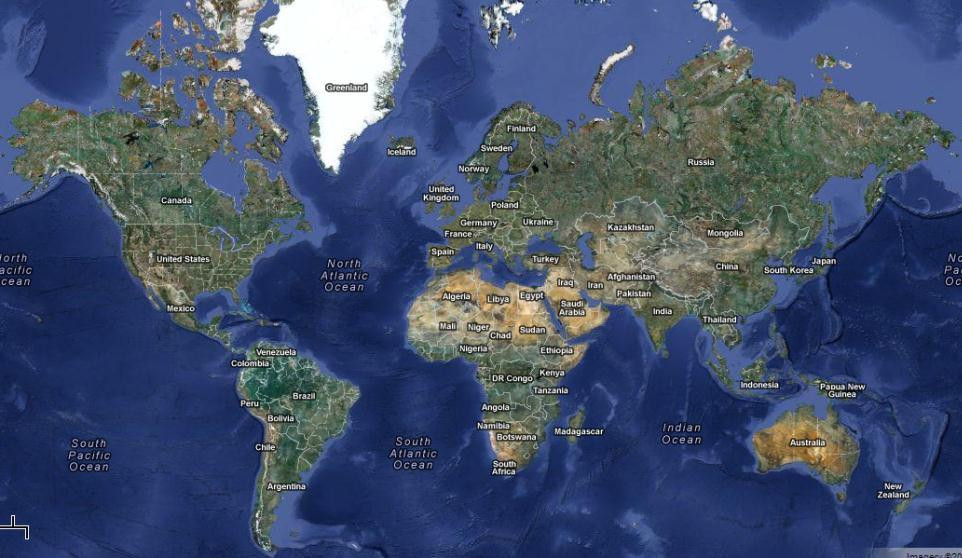 Greenland
Finland
Iceland
Sweden
Russia
Norway
United
Kingdom
Canada
Poland
Germany
Ukraine
Kazakhstan
France
Mongolia
Italy
Spain
United States
Turkey
Japan
China
South Korea
North
Atlantic
Ocean
Iraq
Iran
Afghanistan
Pakistan
Algeria
Libya
Egypt
Saudi
Arabia
Mexico
India
Thailand
Mali
Niger
Chad
Sudan
Nigeria
Ethiopia
Venezuela
Colombia
Kenya
DR Congo
Indonesia
Papua New
Guinea
Tanzania
Brazil
Peru
Angola
Bolivia
Namibia
Botswana
Madagascar
Indian
Ocean
Chile
Australia
South
Pacific
Ocean
South
Atlantic
Ocean
South
Africa
Argentina
New
Zealand